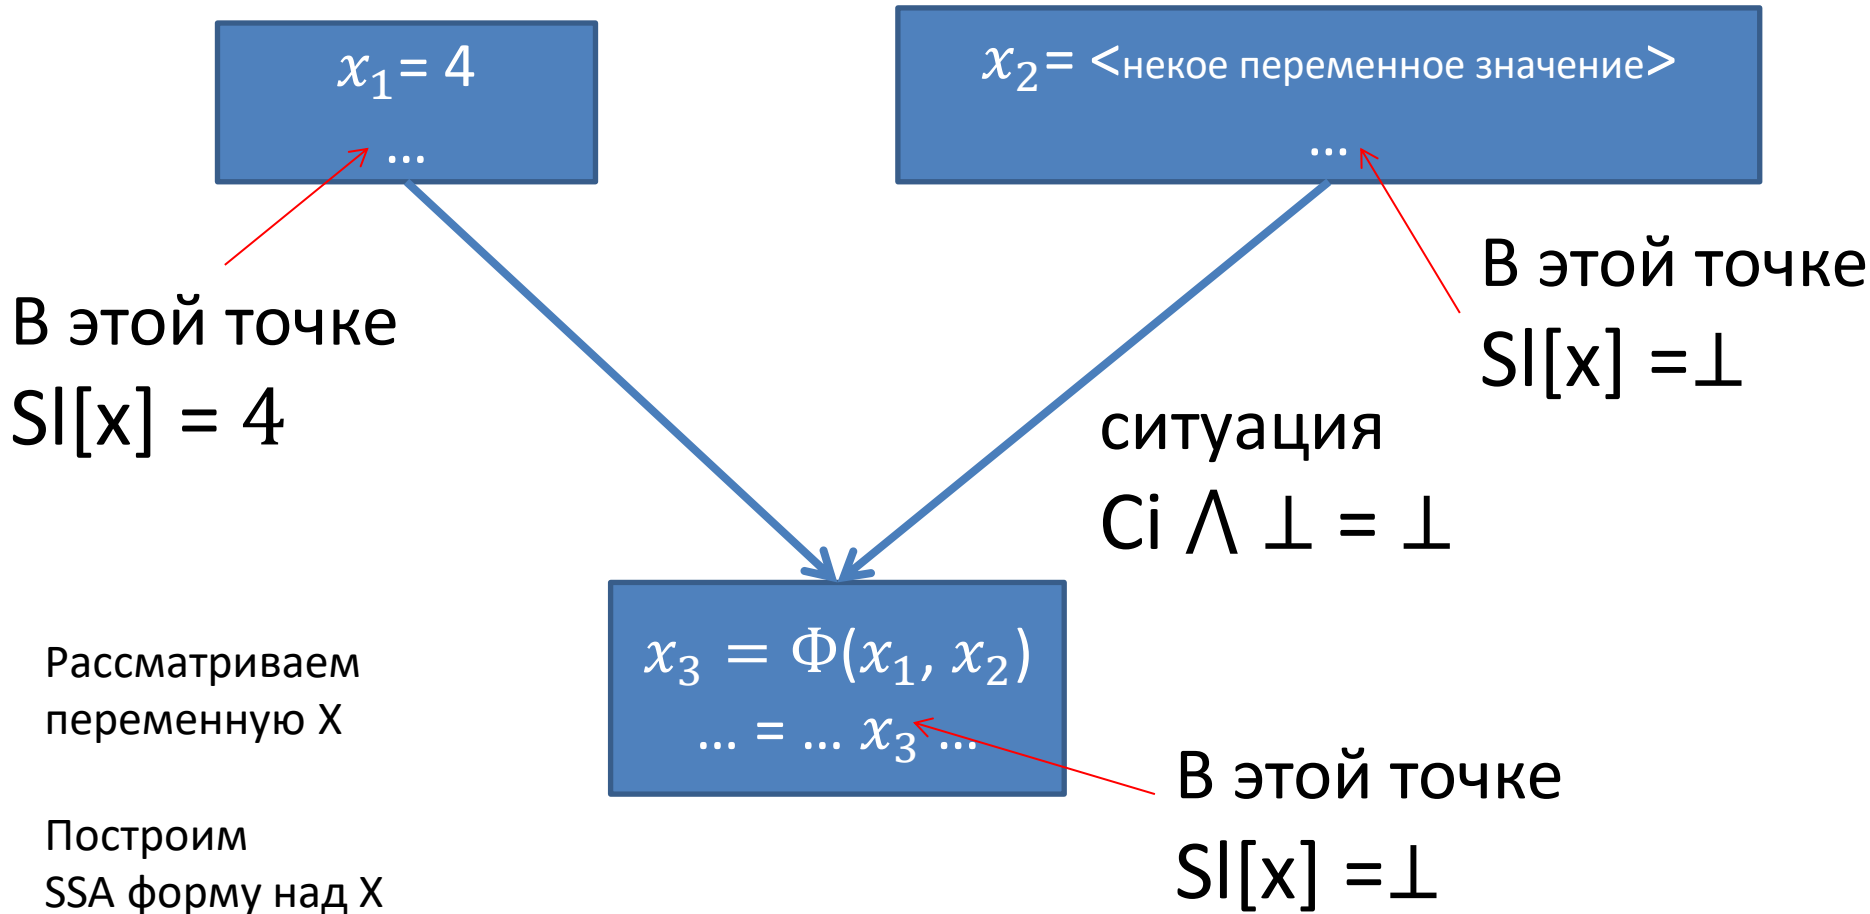 x₁= 4
...
x₂= <некое переменное значение>
...
В этой точке
Sl[x] = 4
В этой точке
Sl[x] =⊥
ситуация
Ci ⋀ ⊥ = ⊥
x₃ = Φ(x₁, x₂)
... = ... x₃ ...
Рассматриваем
переменную X
Построим
SSA форму над X
В этой точке
Sl[x] =⊥